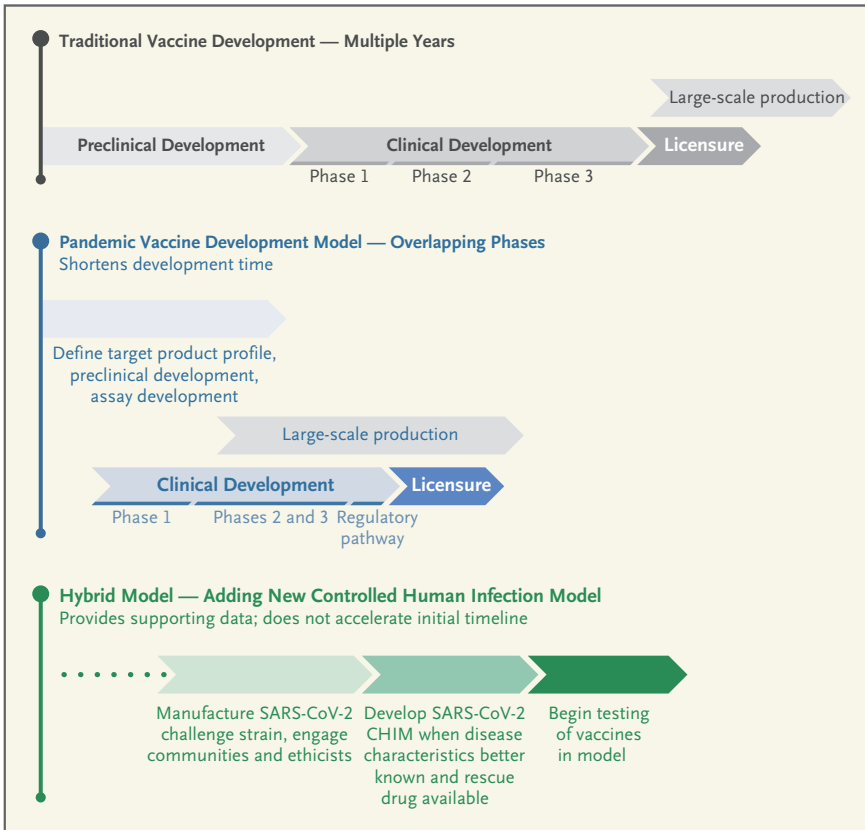 Traditional Vaccine Development — Multiple Years
Large-scale production
Preclinical Development
Clinical Development
Licensure
Phase 1
Phase 2
Phase 3
Pandemic Vaccine Development Model — Overlapping Phases
Shortens development time
Define target product profile,
preclinical development,
assay development
Large-scale production
Clinical Development
Licensure
Phase 1
Phases 2 and 3
Regulatory
pathway
Hybrid Model — Adding New Controlled Human Infection Model
Provides supporting data; does not accelerate initial timeline
Manufacture SARS-CoV-2
challenge strain, engage
communities and ethicists
Develop SARS-CoV-2
CHIM when disease
characteristics better
known and rescue
drug available
Begin testing
of vaccines
in model